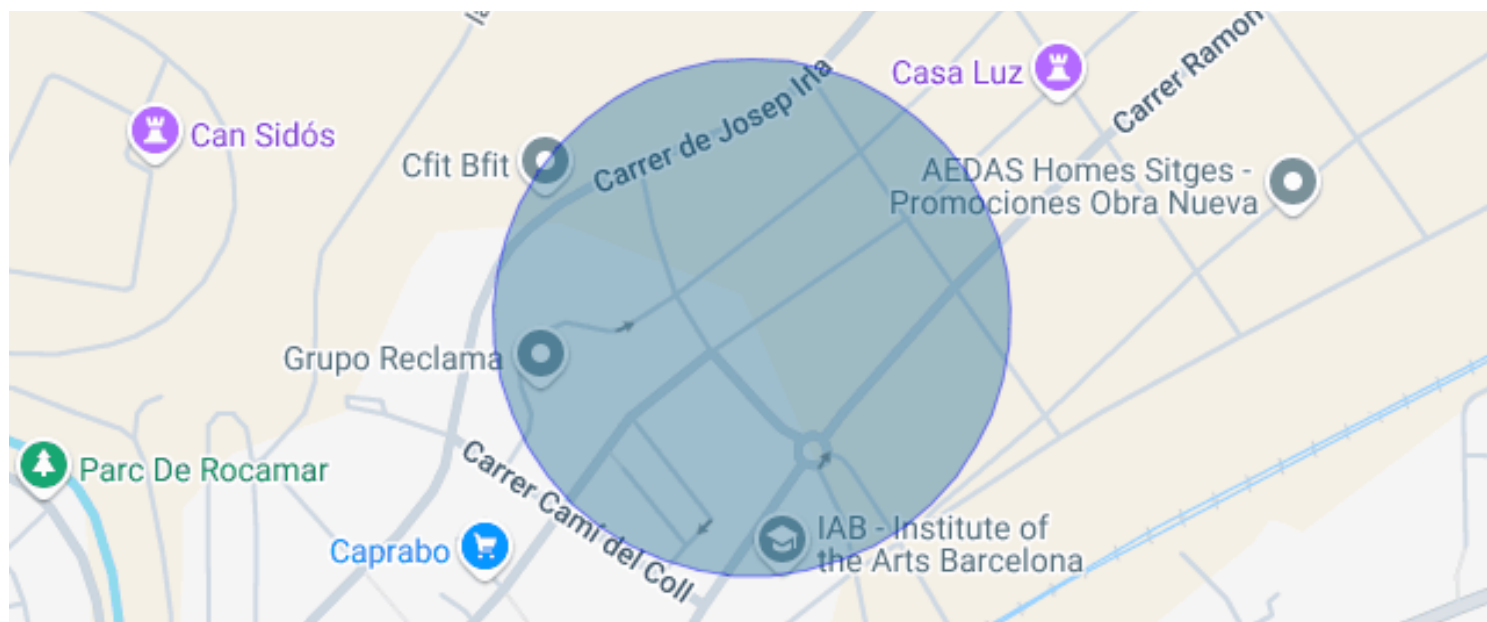 Casa Luz
Carrer Ramon
Can Sidós
Cfit Bfit
Carrer de Josep Irla
AEDAS Homes Sitges -
Promociones Obra Nueva
Grupo Reclama
Parc De Rocamar
Carrer Camí del Coll
Caprabo
IAB - Institute of
the Arts Barcelona